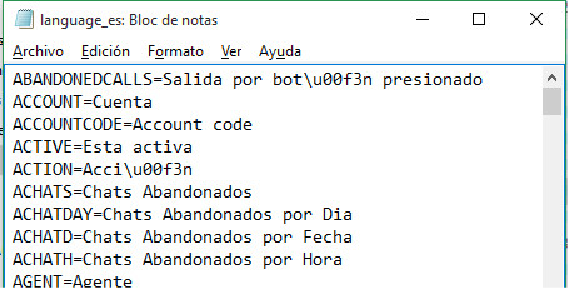 language_es: Bloc de notas
Archivo Edición Formato Ver Ayuda
ABANDONEDCALLS=Salida por bot\u00f3n presionado
ACCOUNT=Cuenta
ACCOUNTCODE=Account code
ACTIVE=Esta activa
ACTION=Acci\u00f3n
ACHATS=Chats Abandonados
ACHATDAY=Chats Abandonados por Dia
ACHATD=Chats Abandonados por Fecha
ACHATH=Chats Abandonados por Hora
AGENT=Agente